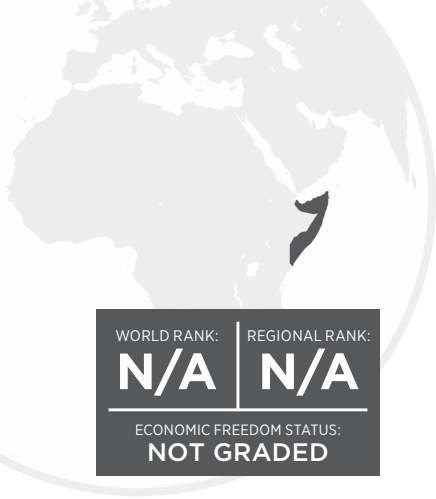 WORLD RANK:
N/A
REGIONAL RANK:
N/A
ECONOMIC FREEDOM STATUS:
NOT GRADED